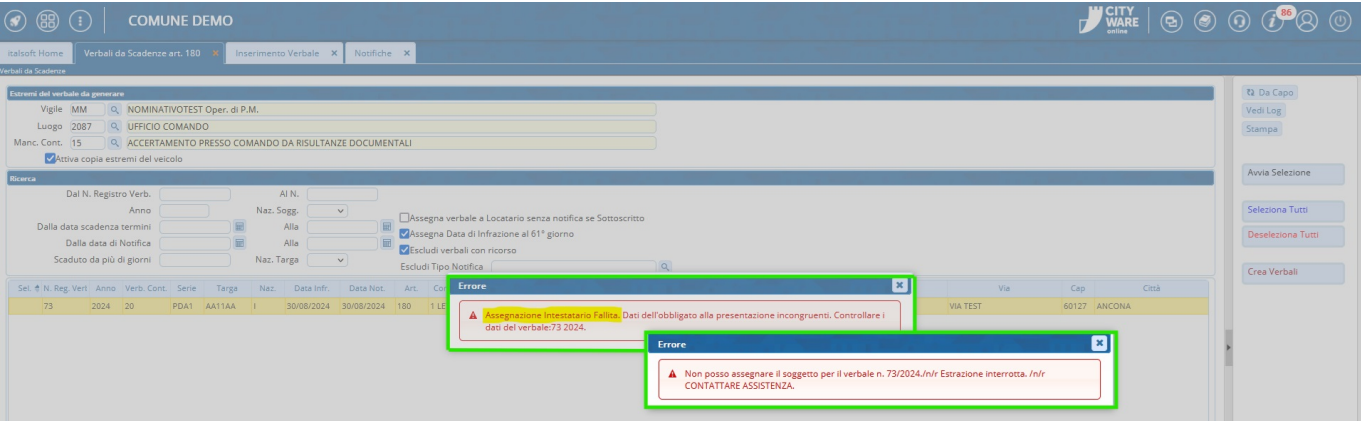 COMUNE DEMO
CITY
WARE
online
86
italsoft Home
Verbali da Scadenze art. 180 ×
Inserimento Verbale ×
Notifiche ×
Verbali da Scadenze
Estremi del verbale da generare
Vigile MM NOMINATIVOTEST Oper. di P.M.
Luogo 2087 UFFICIO COMANDO
Manc. Cont. 15 ACCERTAMENTO PRESSO COMANDO DA RISULTANZE DOCUMENTALI
Attiva copia estremi del veicolo
Ricerca
Dal N. Registro Verb. Al N.
Anno Naz. Sogg.
Assegna verbale a Locatario senza notifica se Sottoscritto
Dalla data scadenza termini Alla
Assegna Data di Infrazione al 61° giorno
Dalla data di Notifica Alla
Escludi verbali con ricorso
Scaduto da più di giorni Naz. Targa
Escludi Tipo Notifica
Sel. N. Reg. Vert Anno Verb. Cont. Serie Targa Naz. Data Infr. Data Not. Art. Via Cap Città
73 2024 20 PDA1 AA11AA I 30/08/2024 30/08/2024 180 1 LE VIA TEST 60127 ANCONA
Errore
Assegnazione Intestatario Fallita. Dati dell'obbligato alla presentazione incongruenti. Controllare i
dati del verbale:73 2024.
Errore
Non posso assegnare il soggetto per il verbale n. 73/2024./n/r Estrazione interrotta. /n/r
CONTATTARE ASSISTENZA.
Da Capo
Vedi Log
Stampa
Avvia Selezione
Seleziona Tutti
Deseleziona Tutti
Crea Verbali